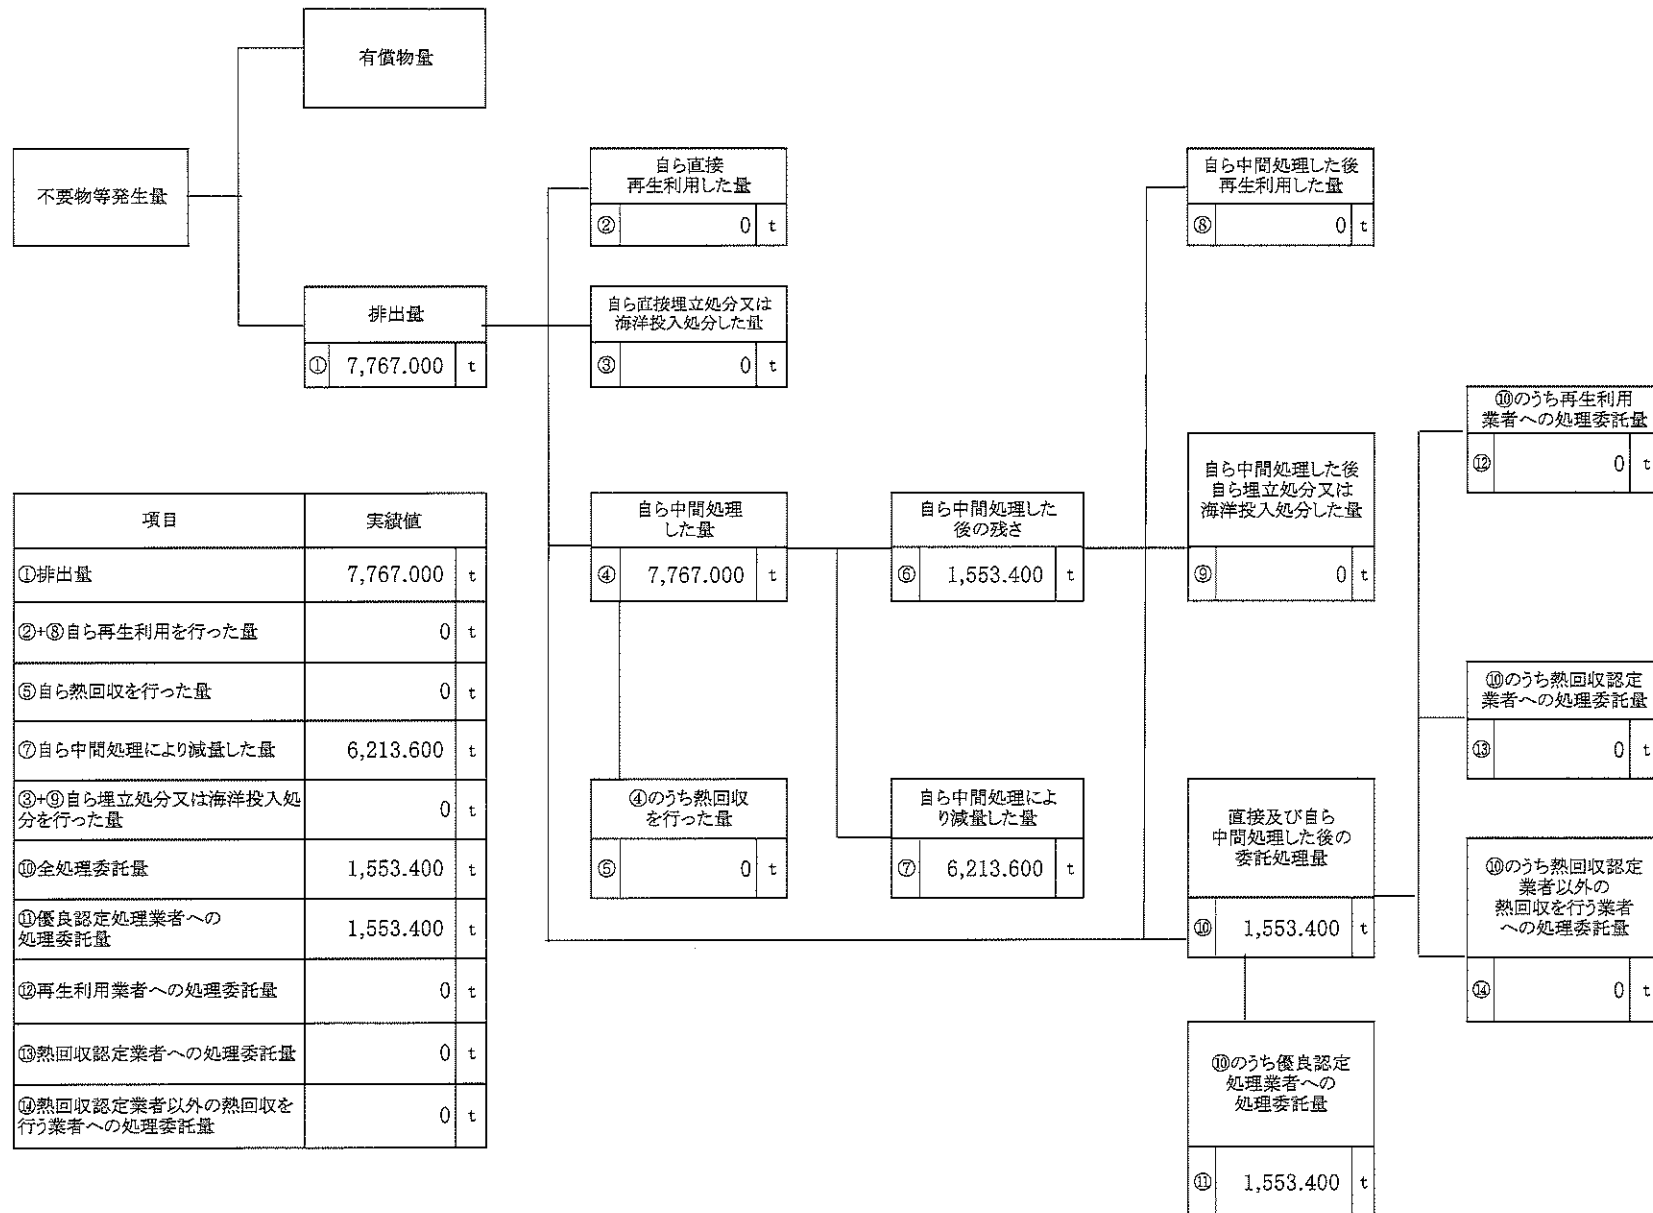 有償物量
不要物等発生量
排出量
① 7,767.000 t
自ら直接
再生利用した量
② 0 t
自ら直接埋立処分又は
海洋投入処分した量
③ 0 t
自ら中間処理
した量
④ 7,767.000 t
④のうち熱回収
を行った量
⑤ 0 t
自ら中間処理した
後の残さ
⑥ 1,553.400 t
自ら中間処理によ
り減量した量
⑦ 6,213.600 t
自ら中間処理した後
再生利用した量
⑧ 0 t
自ら中間処理した後
自ら埋立処分又は
海洋投入処分した量
⑨ 0 t
直接及び自ら
中間処理した後の
委託処理量
⑩ 1,553.400 t
⑩のうち優良認定
処理業者への
処理委託量
⑪ 1,553.400 t
⑩のうち再生利用
業者への処理委託量
⑫ 0 t
⑩のうち熱回収認定
業者への処理委託量
⑬ 0 t
⑩のうち熱回収認定
業者以外の
熱回収を行う業者
への処理委託量
⑭ 0 t
項目 実績値
①排出量 7,767.000 t
②+⑧自ら再生利用を行った量 0 t
⑤自ら熱回収を行った量 0 t
⑦自ら中間処理により減量した量 6,213.600 t
③+⑨自ら埋立処分又は海洋投入処
分を行った量 0 t
⑩全処理委託量 1,553.400 t
⑪優良認定処理業者への
処理委託量 1,553.400 t
⑫再生利用業者への処理委託量 0 t
⑬熱回収認定業者への処理委託量 0 t
⑭熱回収認定業者以外の熱回収を
行う業者への処理委託量 0 t